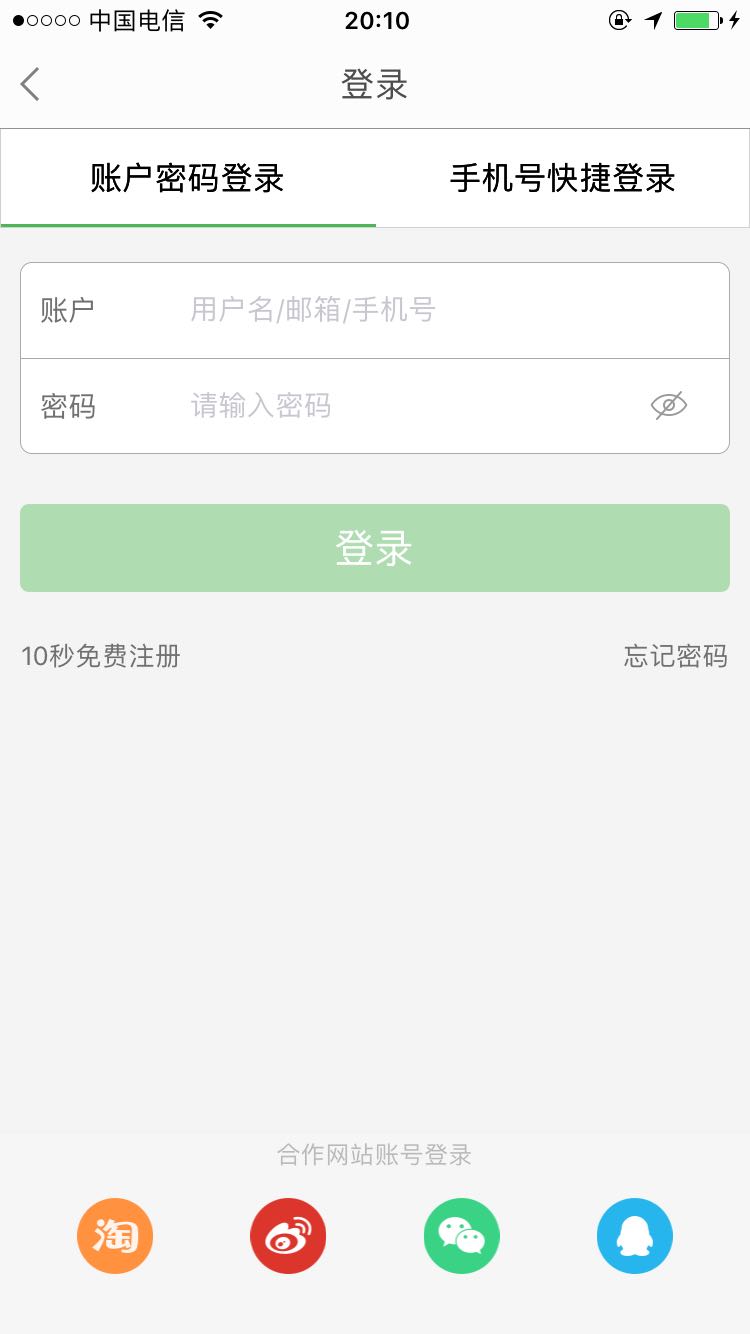 中国电信
20:10
登录
账户密码登录
手机号快捷登录
账户
用户名/邮箱/手机号
密码
请输入密码
登录
10秒免费注册
忘记密码
合作网站账号登录
淘